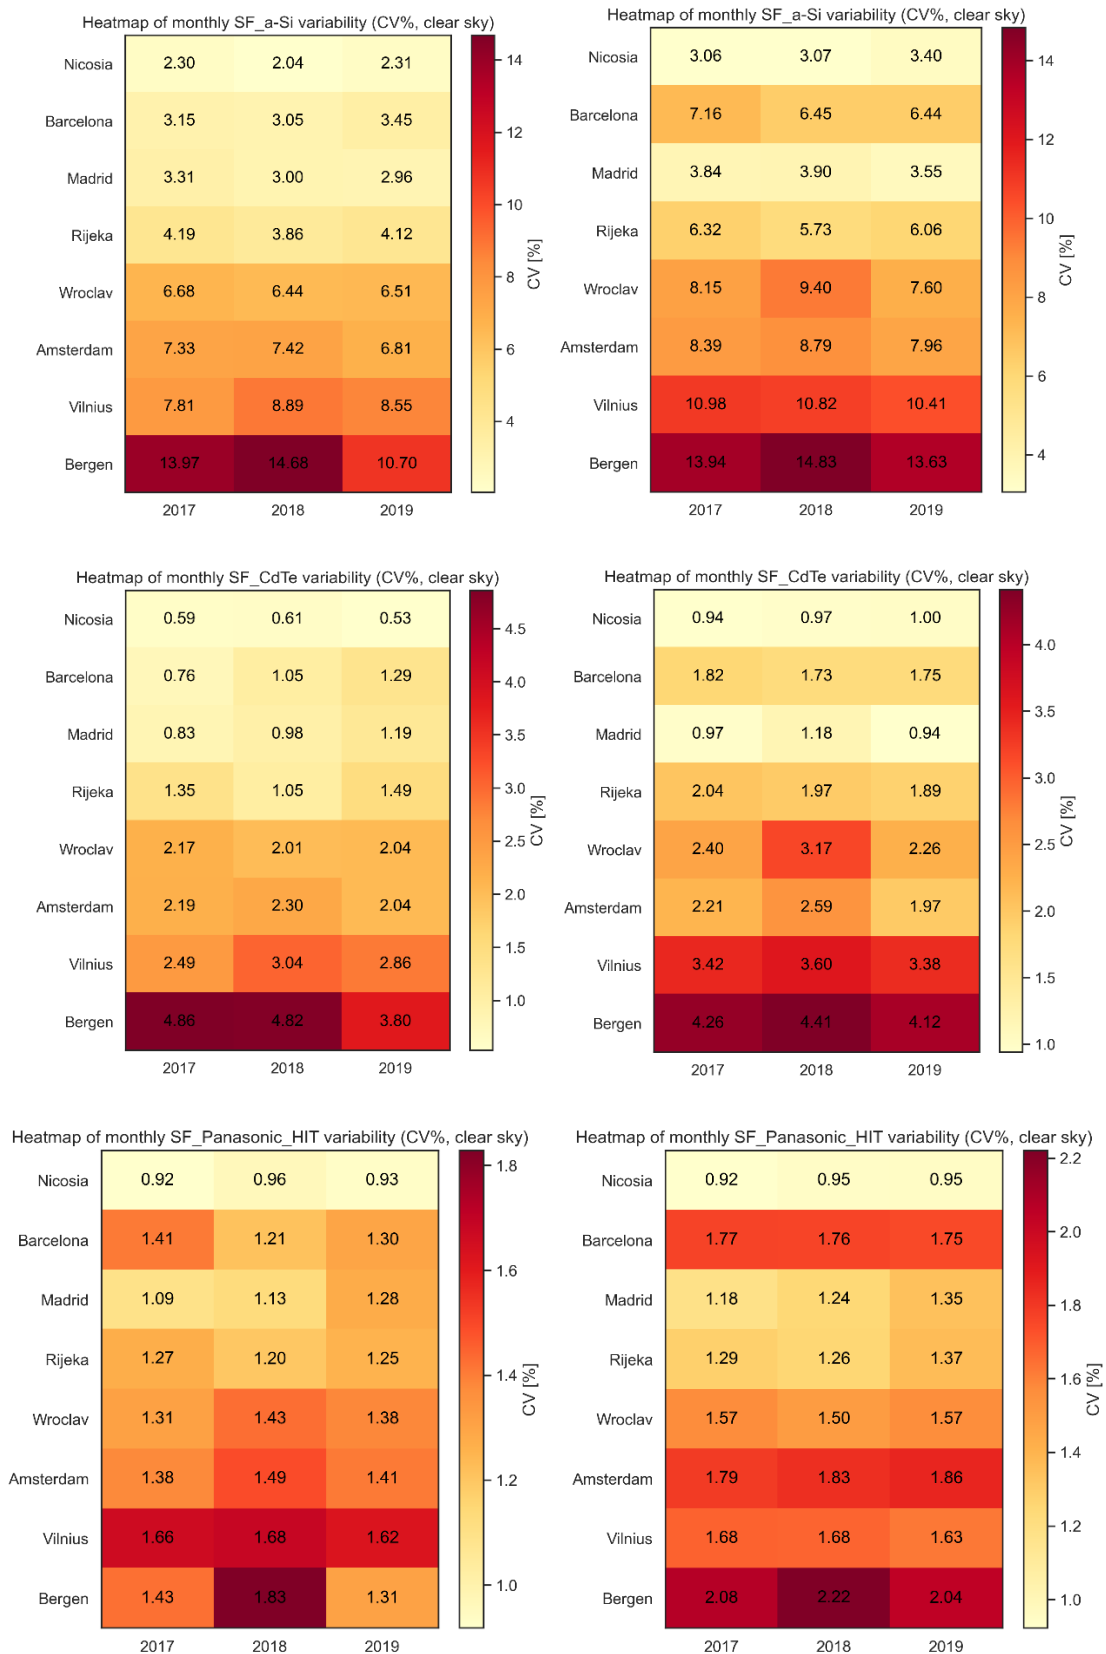 Heatmap of monthly SF_a-Si variability (CV%, clear sky)
Nicosia 2.30 2.04 2.31
Barcelona 3.15 3.05 3.45
Madrid 3.31 3.00 2.96
Rijeka 4.19 3.86 4.12
Wroclav 6.68 6.44 6.51
Amsterdam 7.33 7.42 6.81
Vilnius 7.81 8.89 8.55
Bergen 13.97 14.68 10.70
2017 2018 2019
14
12
10
8
6
4
CV [%]
Heatmap of monthly SF_a-Si variability (CV%, clear sky)
Nicosia 3.06 3.07 3.40
Barcelona 7.16 6.45 6.44
Madrid 3.84 3.90 3.55
Rijeka 6.32 5.73 6.06
Wroclav 8.15 9.40 7.60
Amsterdam 8.39 8.79 7.96
Vilnius 10.98 10.82 10.41
Bergen 13.94 14.83 13.63
2017 2018 2019
14
12
10
8
6
4
CV [%]
Heatmap of monthly SF_CdTe variability (CV%, clear sky)
Nicosia 0.59 0.61 0.53
Barcelona 0.76 1.05 1.29
Madrid 0.83 0.98 1.19
Rijeka 1.35 1.05 1.49
Wroclav 2.17 2.01 2.04
Amsterdam 2.19 2.30 2.04
Vilnius 2.49 3.04 2.86
Bergen 4.86 4.82 3.80
2017 2018 2019
4.5
4.0
3.5
3.0
2.5
2.0
1.5
1.0
CV [%]
Heatmap of monthly SF_CdTe variability (CV%, clear sky)
Nicosia 0.94 0.97 1.00
Barcelona 1.82 1.73 1.75
Madrid 0.97 1.18 0.94
Rijeka 2.04 1.97 1.89
Wroclav 2.40 3.17 2.26
Amsterdam 2.21 2.59 1.97
Vilnius 3.42 3.60 3.38
Bergen 4.26 4.41 4.12
2017 2018 2019
4.0
3.5
3.0
2.5
2.0
1.5
1.0
CV [%]
Heatmap of monthly SF_Panasonic_HIT variability (CV%, clear sky)
Nicosia 0.92 0.96 0.93
Barcelona 1.41 1.21 1.30
Madrid 1.09 1.13 1.28
Rijeka 1.27 1.20 1.25
Wroclav 1.31 1.43 1.38
Amsterdam 1.38 1.49 1.41
Vilnius 1.66 1.68 1.62
Bergen 1.43 1.83 1.31
2017 2018 2019
1.8
1.6
1.4
1.2
1.0
CV [%]
Heatmap of monthly SF_Panasonic_HIT variability (CV%, clear sky)
Nicosia 0.92 0.95 0.95
Barcelona 1.77 1.76 1.75
Madrid 1.18 1.24 1.35
Rijeka 1.29 1.26 1.37
Wroclav 1.57 1.50 1.57
Amsterdam 1.79 1.83 1.86
Vilnius 1.68 1.68 1.63
Bergen 2.08 2.22 2.04
2017 2018 2019
2.2
2.0
1.8
1.6
1.4
1.2
1.0
CV [%]